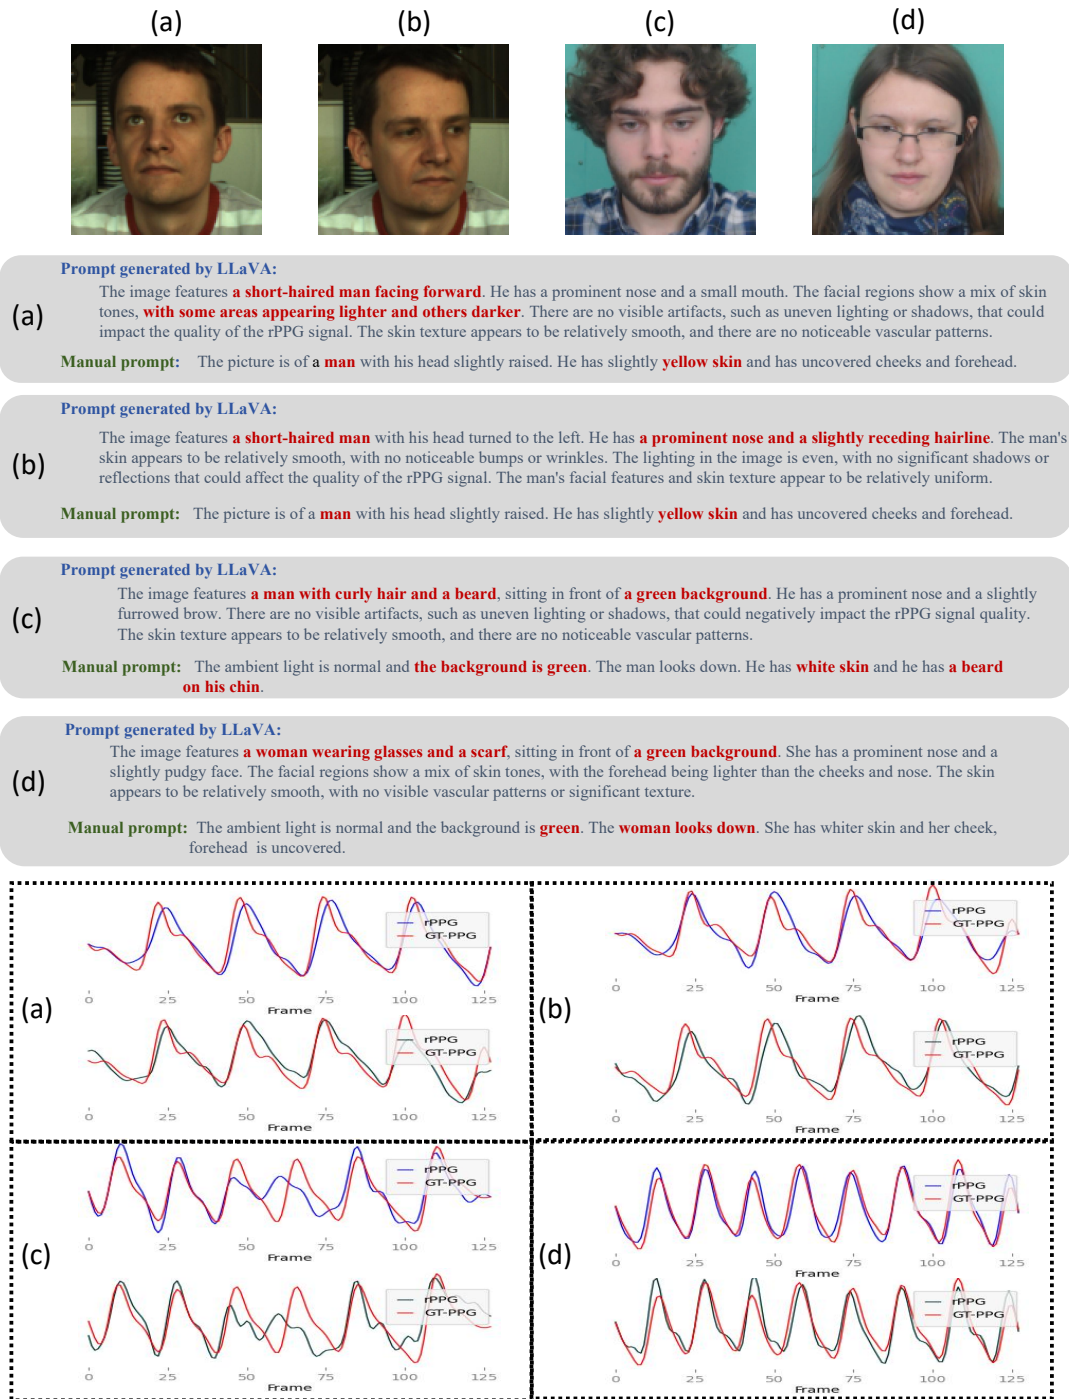 (a) (b) (c) (d)
(a)
Prompt generated by LLaVA:
The image features a short-haired man facing forward. He has a prominent nose and a small mouth. The facial regions show a mix of skin
tones, with some areas appearing lighter and others darker. There are no visible artifacts, such as uneven lighting or shadows, that could
impact the quality of the rPPG signal. The skin texture appears to be relatively smooth, and there are no noticeable vascular patterns.
Manual prompt: The picture is of a man with his head slightly raised. He has slightly yellow skin and has uncovered cheeks and forehead.
(b)
Prompt generated by LLaVA:
The image features a short-haired man with his head turned to the left. He has a prominent nose and a slightly receding hairline. The man's
skin appears to be relatively smooth, with no noticeable bumps or wrinkles. The lighting in the image is even, with no significant shadows or
reflections that could affect the quality of the rPPG signal. The man's facial features and skin texture appear to be relatively uniform.
Manual prompt: The picture is of a man with his head slightly raised. He has slightly yellow skin and has uncovered cheeks and forehead.
(c)
Prompt generated by LLaVA:
The image features a man with curly hair and a beard, sitting in front of a green background. He has a prominent nose and a slightly
furrowed brow. There are no visible artifacts, such as uneven lighting or shadows, that could negatively impact the rPPG signal quality.
The skin texture appears to be relatively smooth, and there are no noticeable vascular patterns.
Manual prompt: The ambient light is normal and the background is green. The man looks down. He has white skin and he has a beard
on his chin.
(d)
Prompt generated by LLaVA:
The image features a woman wearing glasses and a scarf, sitting in front of a green background. She has a prominent nose and a
slightly pudgy face. The facial regions show a mix of skin tones, with the forehead being lighter than the cheeks and nose. The skin
appears to be relatively smooth, with no visible vascular patterns or significant texture.
Manual prompt: The ambient light is normal and the background is green. The woman looks down. She has whiter skin and her cheek,
forehead is uncovered.
(a)
rPPG
GT-PPG
0 25 50 75 100 125
Frame
rPPG
GT-PPG
0 25 50 75 100 125
Frame
(b)
rPPG
GT-PPG
0 25 50 75 100 125
Frame
rPPG
GT-PPG
0 25 50 75 100 125
Frame
(c)
rPPG
GT-PPG
0 25 50 75 100 125
Frame
rPPG
GT-PPG
0 25 50 75 100 125
Frame
(d)
rPPG
GT-PPG
0 25 50 75 100 125
Frame
rPPG
GT-PPG
0 25 50 75 100 125
Frame